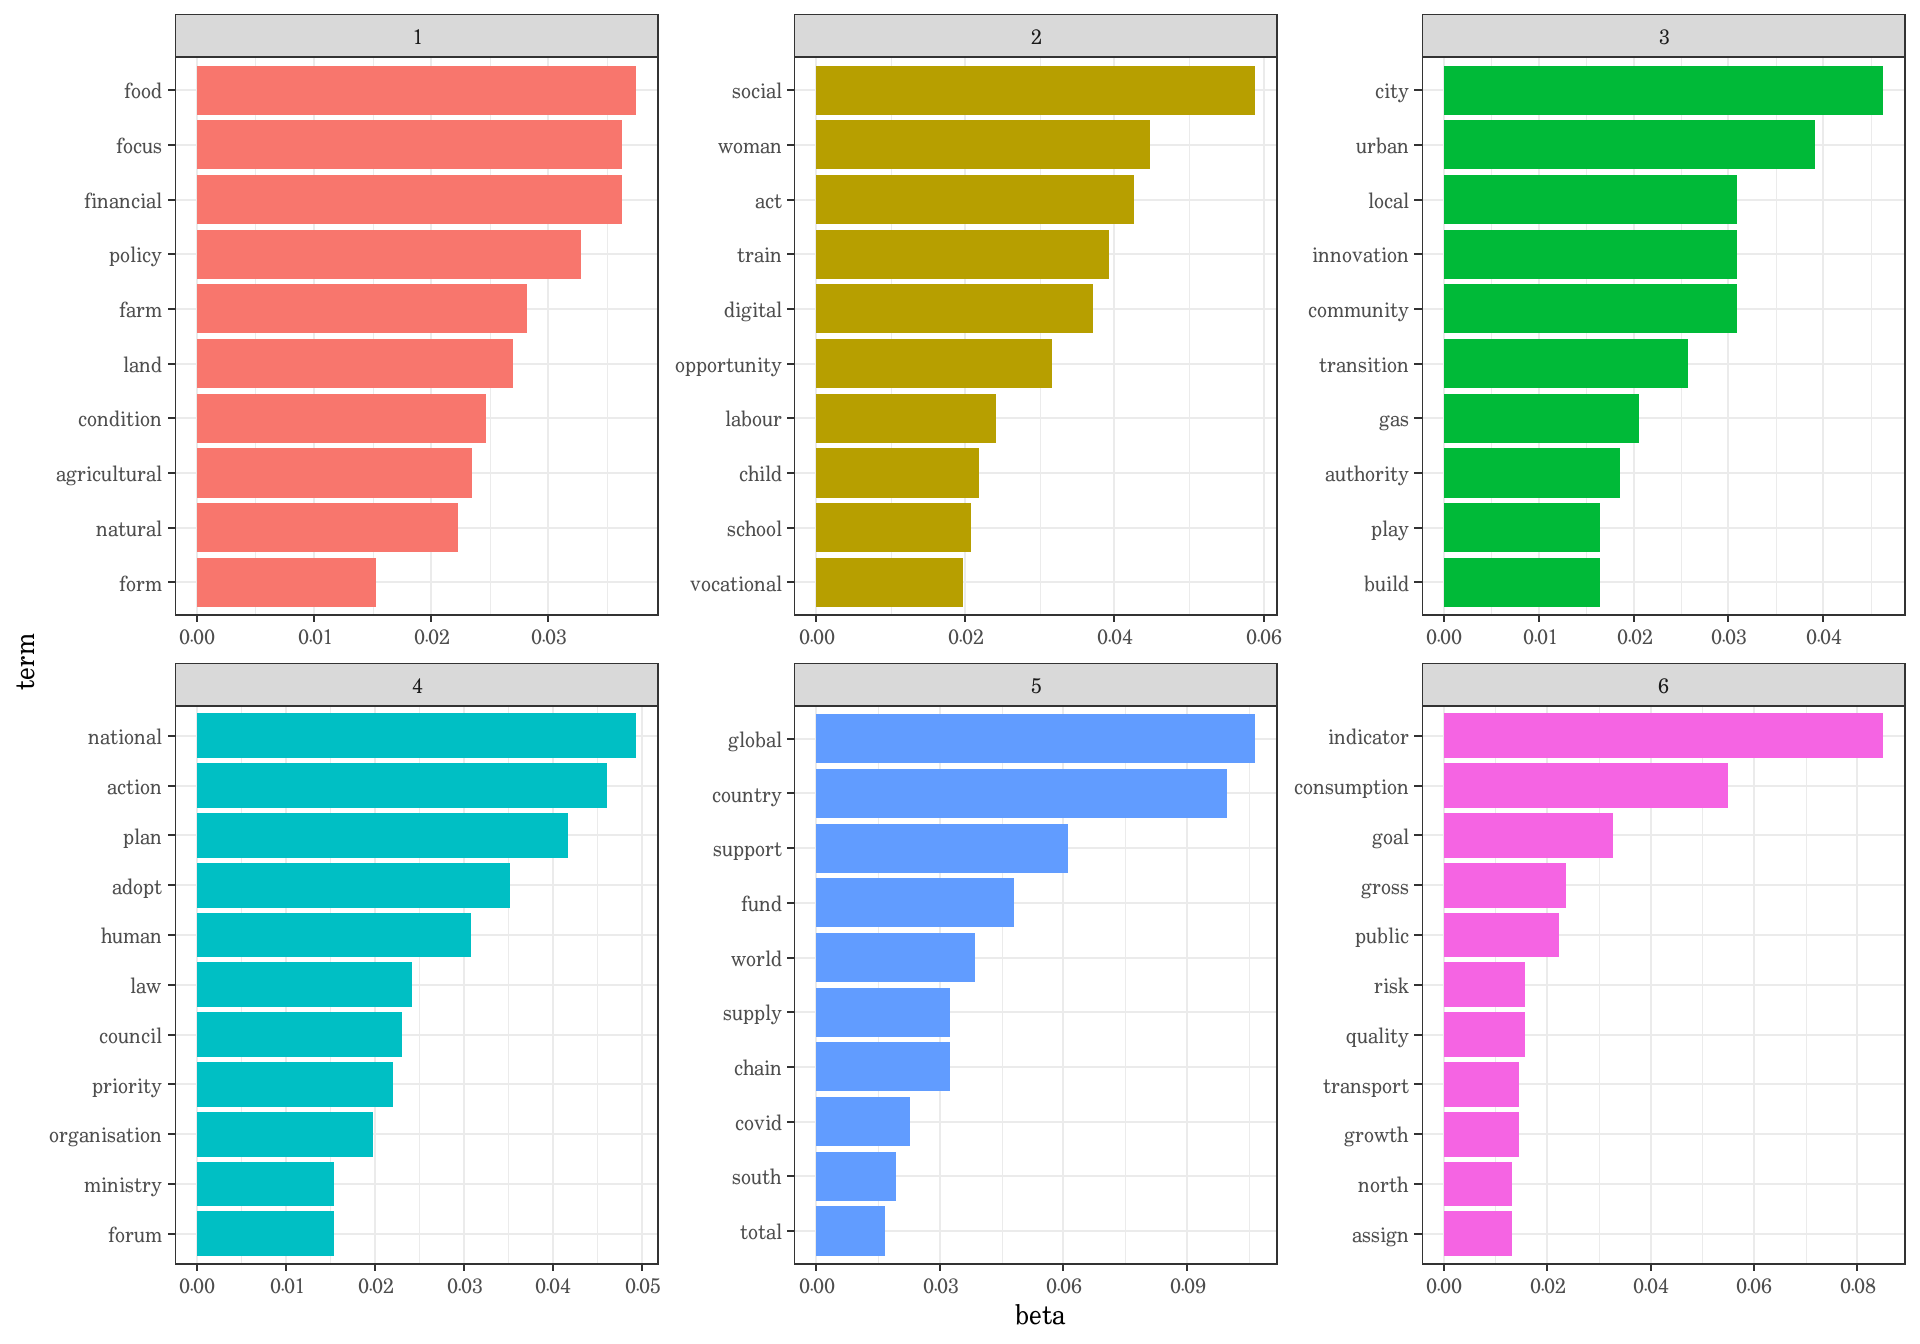 1
food
focus
financial
policy
farm
land
condition
agricultural
natural
form
0.00 0.01 0.02 0.03
2
social
woman
act
train
digital
opportunity
labour
child
school
vocational
0.00 0.02 0.04 0.06
3
city
urban
local
innovation
community
transition
gas
authority
play
build
0.00 0.01 0.02 0.03 0.04
term
4
national
action
plan
adopt
human
law
council
priority
organisation
ministry
forum
0.00 0.01 0.02 0.03 0.04 0.05
5
global
country
support
fund
world
supply
chain
covid
south
total
0.00 0.03 0.06 0.09
6
indicator
consumption
goal
gross
public
risk
quality
transport
growth
north
assign
0.00 0.02 0.04 0.06 0.08
beta